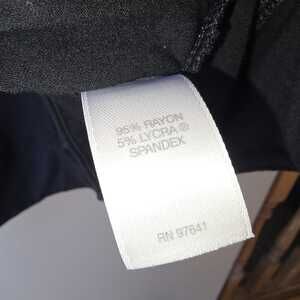 95% RAYON
5% LYCRA®
SPANDEX
RN 97641